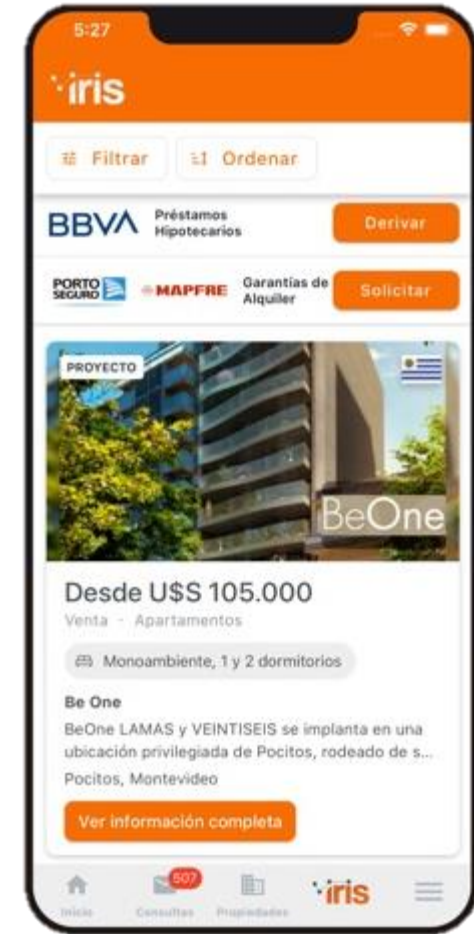 5:27
iris
Filtrar
Ordenar
BBVA
Préstamos
Hipotecarios
Derivar
PORTO
SEGURO
MAPFRE
Garantías de
Alquiler
Solicitar
PROYECTO
BeOne
Desde U$S 105.000
Venta - Apartamentos
Monoambiente, 1 y 2 dormitorios
Be One
BeOne LAMAS y VEINTISEIS se implanta en una
ubicación privilegiada de Pocitos, rodeado de s...
Pocitos, Montevideo
Ver información completa
507
Inicio
Consultas
Propiedades
iris